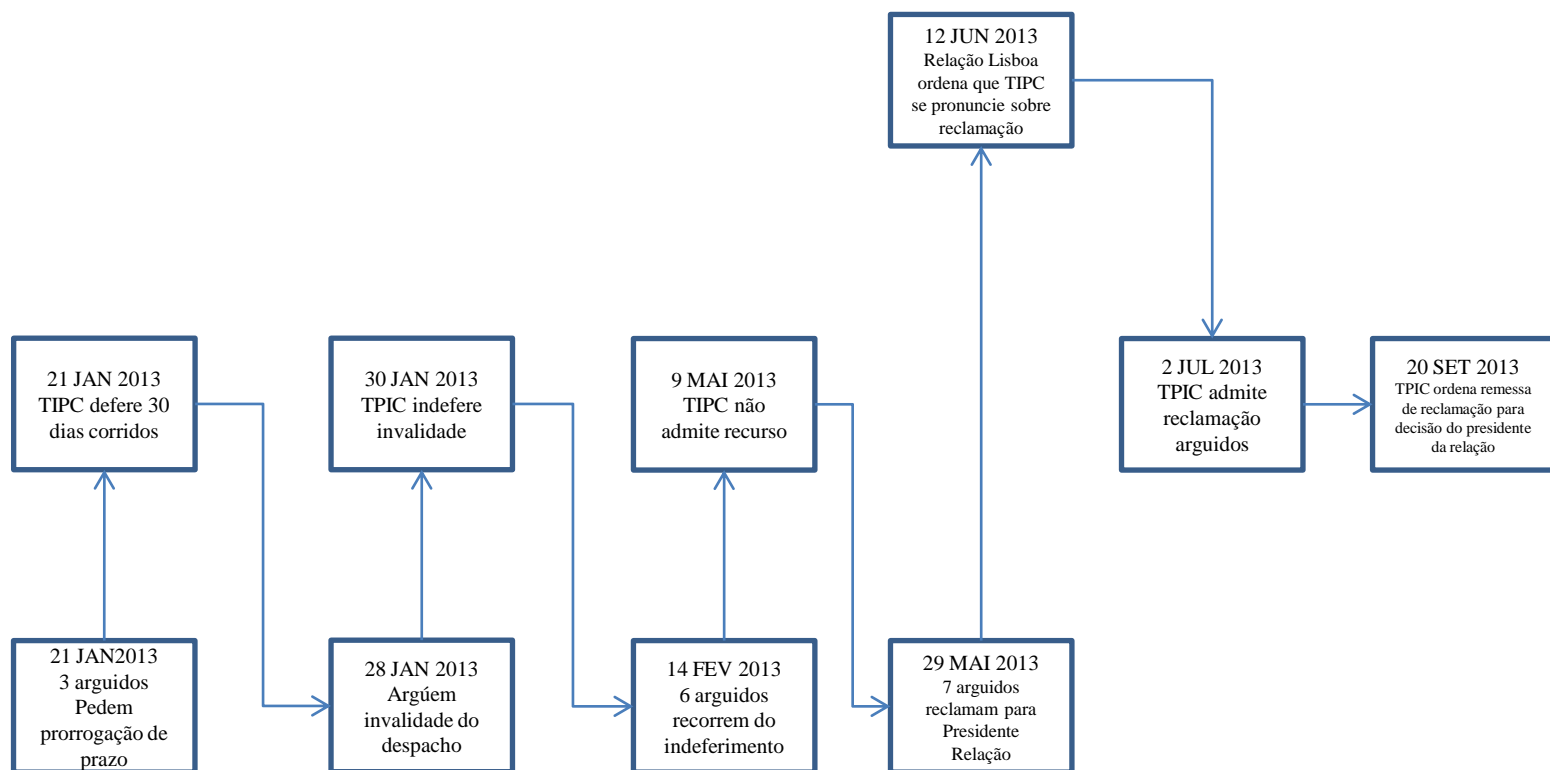 12 JUN 2013
Relação Lisboa
ordena que TIPC
se pronuncie sobre
reclamação
21 JAN 2013
TIPC defere 30
dias corridos
30 JAN 2013
TPIC indefere
invalidade
9 MAI 2013
TIPC não
admite recurso
2 JUL 2013
TPIC admite
reclamação
arguidos
20 SET 2013
TPIC ordena remessa
de reclamação para
decisão do presidente
da relação
21 JAN2013
3 arguidos
Pedem
prorrogação de
prazo
28 JAN 2013
Argúem
invalidade do
despacho
14 FEV 2013
6 arguidos
recorrem do
indeferimento
29 MAI 2013
7 arguidos
reclamam para
Presidente
Relação